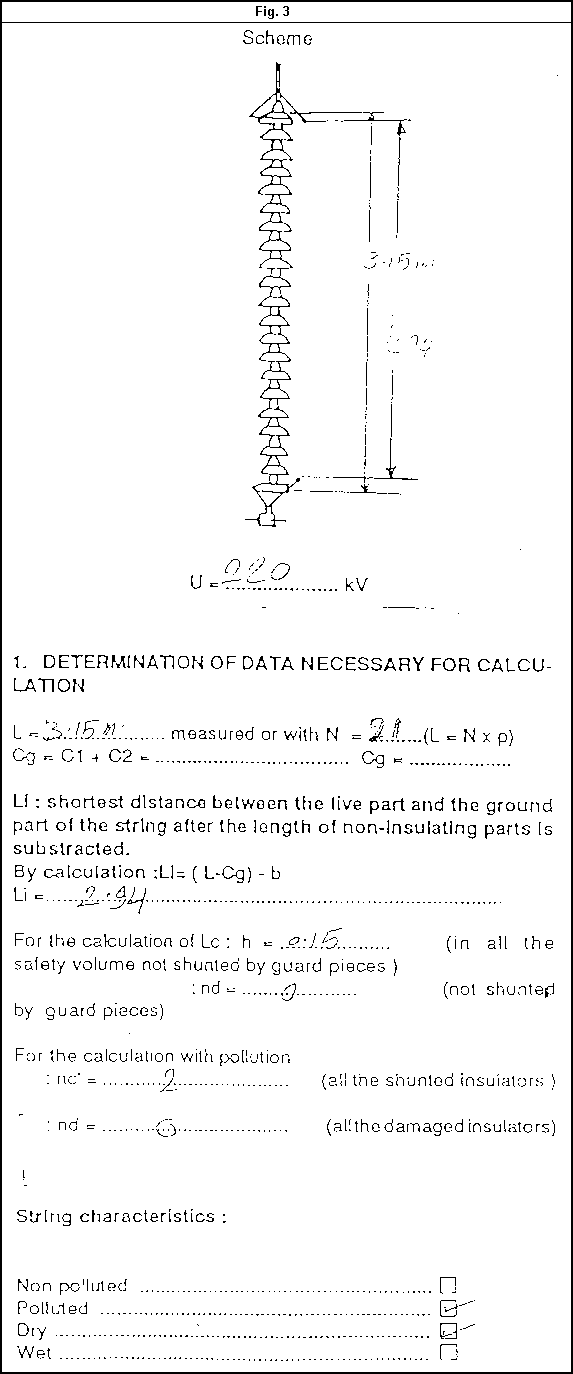 Fig. 3
Scheme
3.15 m
U = 220 kV
1. DETERMINATION OF DATA NECESSARY FOR CALCU-
LATION
L = 3.15 m measured or with N = 21 (L = N x p)
Cg = C1 + C2 = .................... Cg = ....................
Li : shortest distance between the live part and the ground
part of the string after the length of non-insulating parts is
substracted.
By calculation :Li= ( L-Cg) - b
Li = 2.94
For the calculation of Lc : h = 0.15 (in all the
safety volume not shunted by guard pieces )
: nd = 0 (not shunted
by guard pieces)
For the calculation with pollution
: nc' = 2 (all the shunted insulators )
: nd = 0 (all the damaged insulators)
String characteristics :
Non polluted ....................
Polluted ....................
Dry ....................
Wet ....................